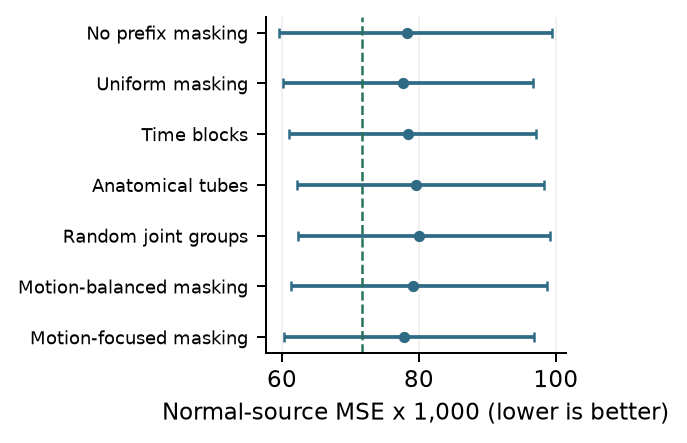 No prefix masking
Uniform masking
Time blocks
Anatomical tubes
Random joint groups
Motion-balanced masking
Motion-focused masking
60 80 100
Normal-source MSE x 1,000 (lower is better)